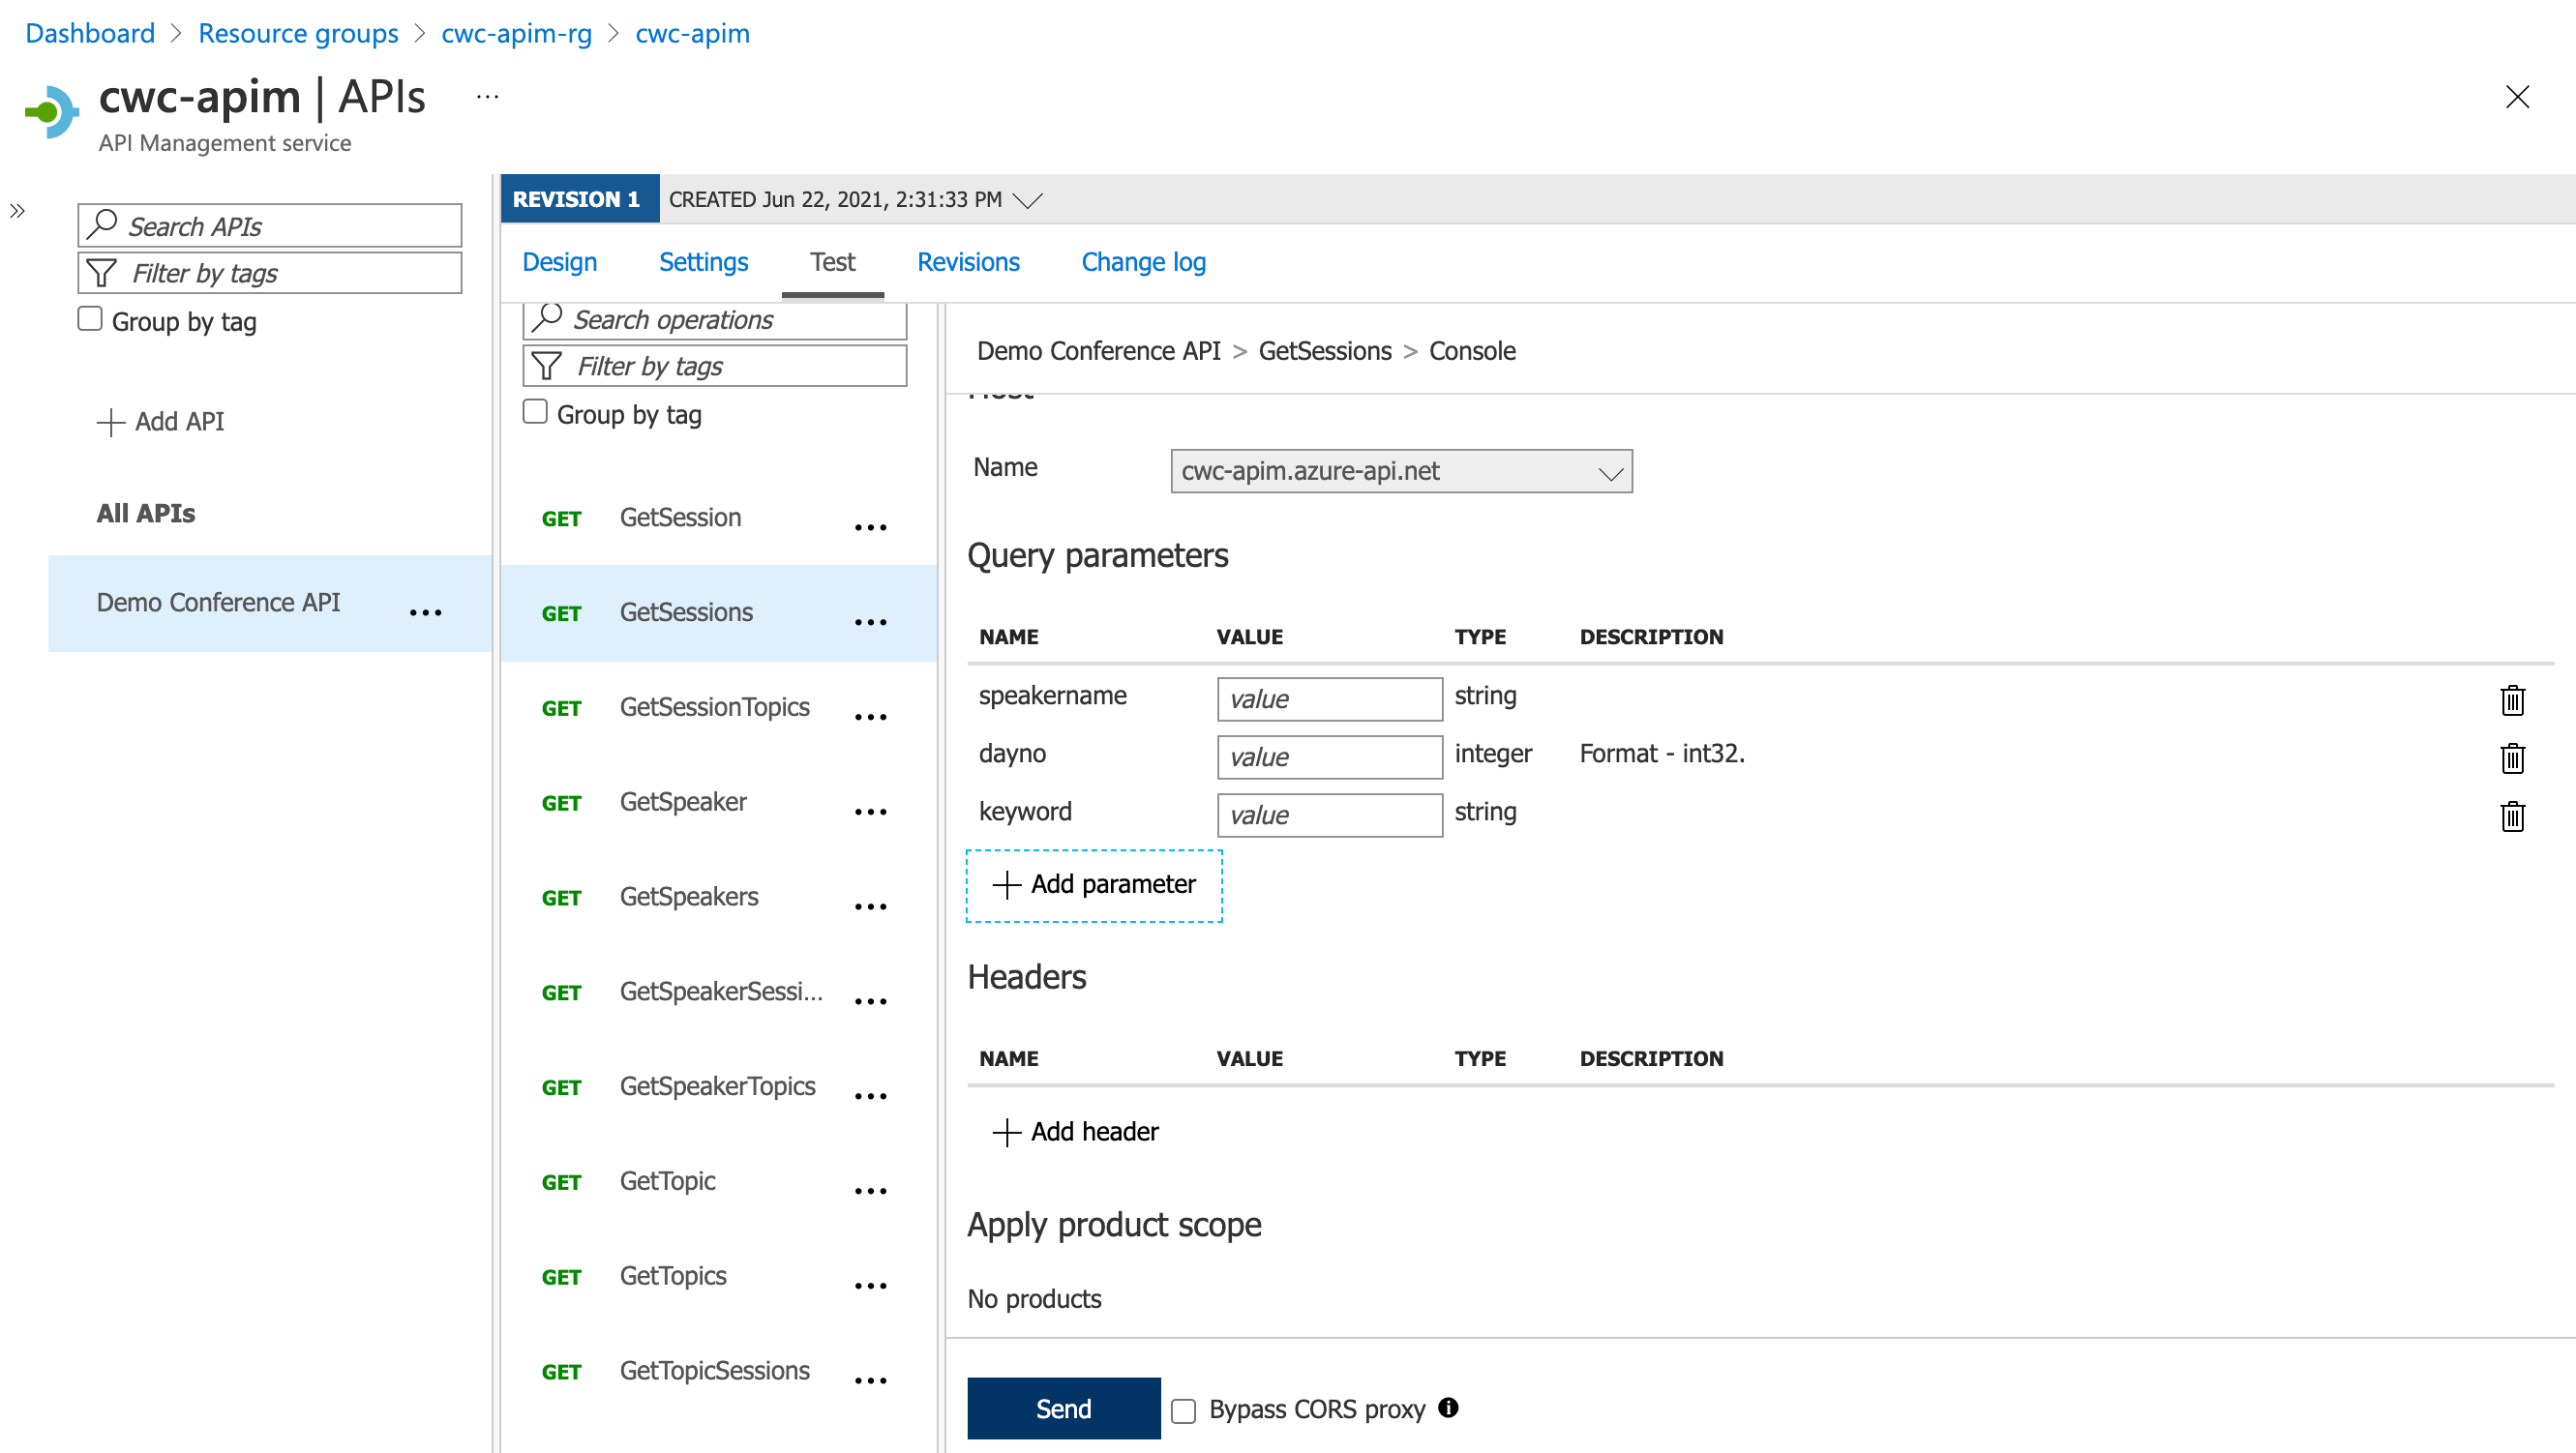 Dashboard > Resource groups > cwc-apim-rg > cwc-apim
cwc-apim | APIs ...
API Management service
Search APIs
Filter by tags
Group by tag
+ Add API
All APIs
Demo Conference API
REVISION 1 CREATED Jun 22, 2021, 2:31:33 PM
Design Settings Test Revisions Change log
Search operations
Filter by tags
Group by tag
GET GetSession
GET GetSessions
GET GetSessionTopics
GET GetSpeaker
GET GetSpeakers
GET GetSpeakerSessi...
GET GetSpeakerTopics
GET GetTopic
GET GetTopics
GET GetTopicSessions
Demo Conference API > GetSessions > Console
Name cwc-apim.azure-api.net
Query parameters
NAME VALUE TYPE DESCRIPTION
speakername value string
dayno value integer Format - int32.
keyword value string
+ Add parameter
Headers
NAME VALUE TYPE DESCRIPTION
+ Add header
Apply product scope
No products
Send Bypass CORS proxy